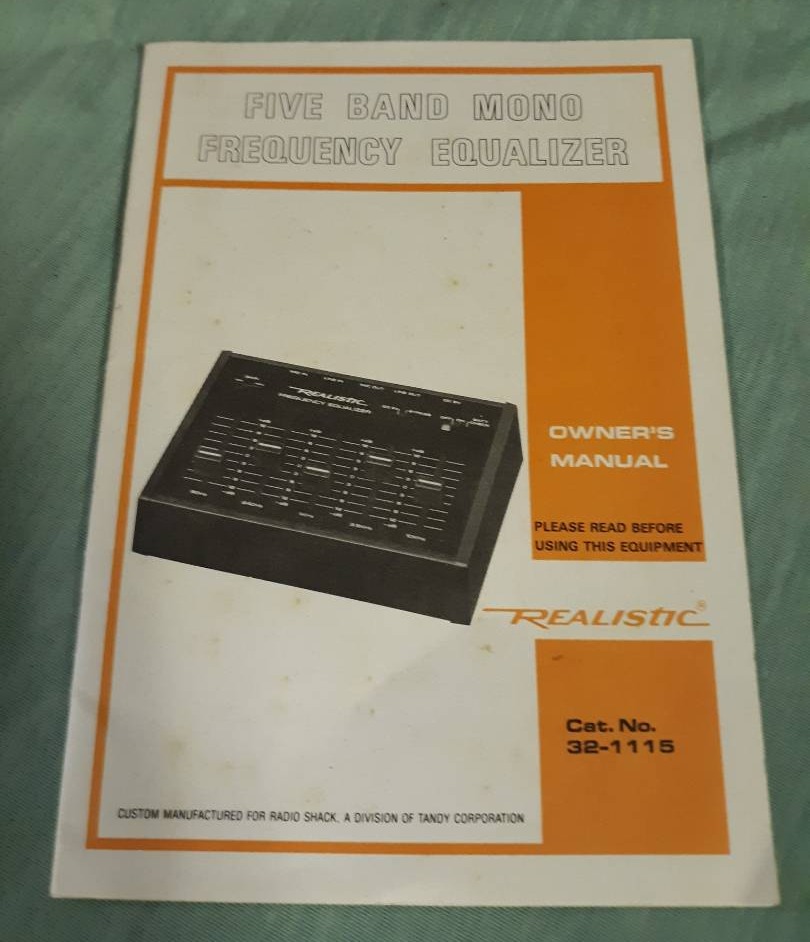 FIVE BAND MONO
FREQUENCY EQUALIZER
REALISTIC
FREQUENCY EQUALIZER
OWNER'S
MANUAL
PLEASE READ BEFORE
USING THIS EQUIPMENT
REALISTIC®
Cat. No.
32-1115
CUSTOM MANUFACTURED FOR RADIO SHACK, A DIVISION OF TANDY CORPORATION